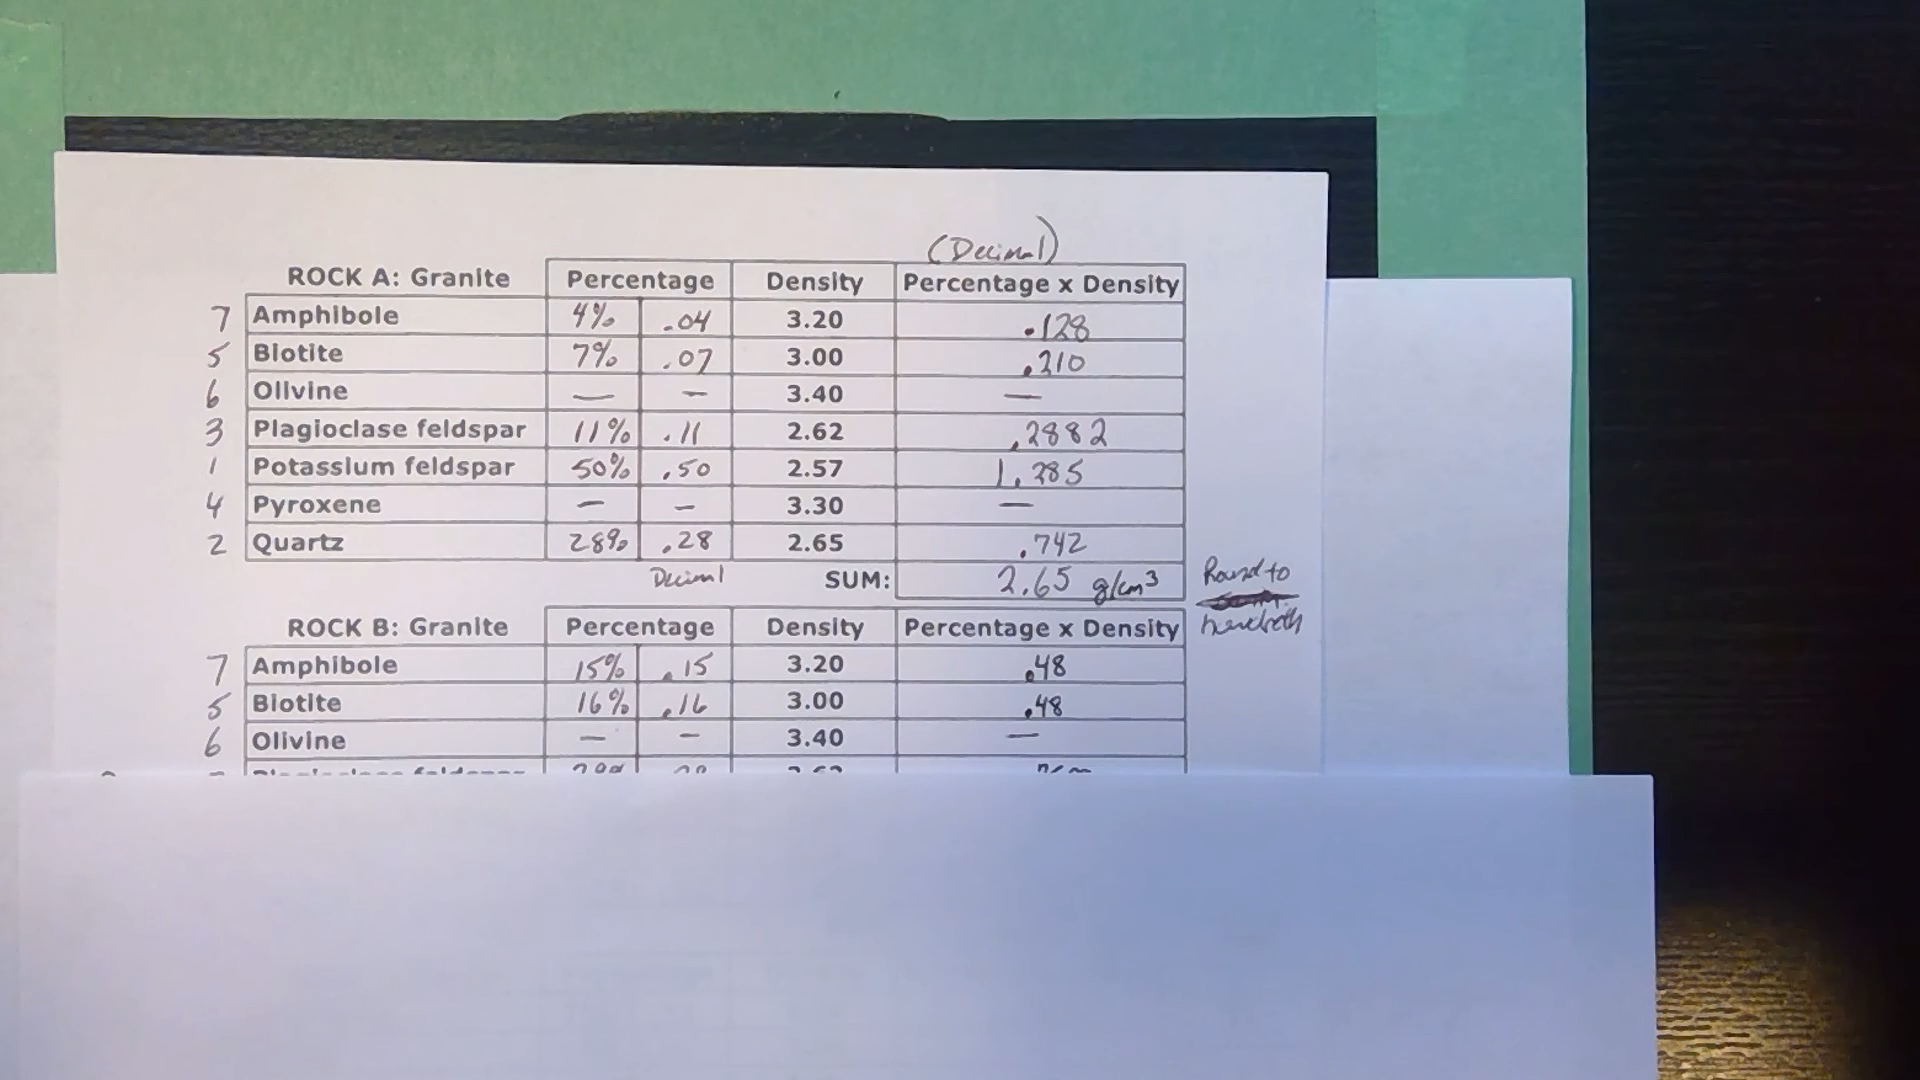 (Decimal)
ROCK A: Granite Percentage Density Percentage x Density
7 Amphibole 4% .04 3.20 .128
5 Biotite 7% .07 3.00 .210
6 Olivine — — 3.40 —
3 Plagioclase feldspar 11% .11 2.62 .2882
1 Potassium feldspar 50% .50 2.57 1.285
4 Pyroxene — — 3.30 —
2 Quartz 28% .28 2.65 .742
Decimal SUM: 2.65 g/cm³ Round to
hundredth
ROCK B: Granite Percentage Density Percentage x Density
7 Amphibole 15% .15 3.20 .48
5 Biotite 16% .16 3.00 .48
6 Olivine — — 3.40 —
Plagioclase feldspar